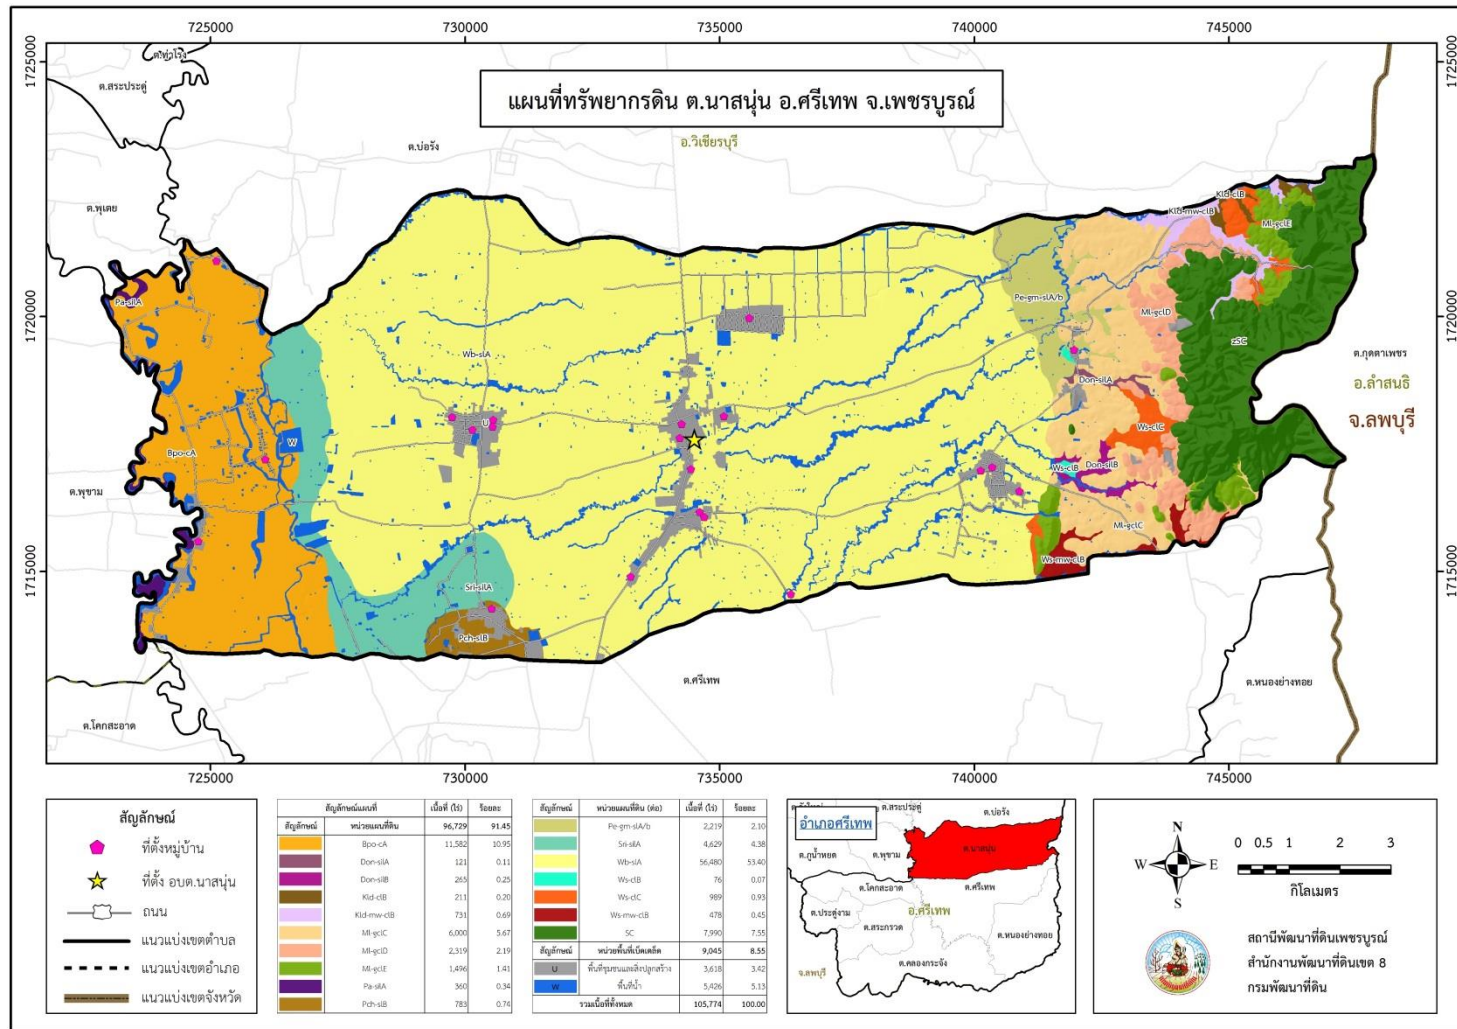 725000 730000 735000 740000 745000
1725000
1725000
แผนที่ทรัพยากรดิน ต.นาสนุ่น อ.ศรีเทพ จ.เพชรบูรณ์
ต.ท่าโรง
ต.สระประดู่
ต.บ่อรัง
อ.วิเชียรบุรี
ต.พุเตย
Kld-clB
Kld-mw-clB
Ml-gclE
Pa-silA
Pe-gm-slA/b
1720000
1720000
Ml-gclD
zSC
ต.กุดตาเพชร
Wb-slA
อ.ลำสนธิ
Don-silA
จ.ลพบุรี
U
Ws-clC
W
Bpo-cA
Ws-clB
Don-silB
ต.พุขาม
Ml-gclC
Ws-mw-clB
1715000
1715000
Sri-silA
Pch-slB
ต.ศรีเทพ
ต.หนองย่างทอย
ต.โคกสะอาด
725000 730000 735000 740000 745000
สัญลักษณ์
ที่ตั้งหมู่บ้าน
ที่ตั้ง อบต.นาสนุ่น
ถนน
แนวแบ่งเขตตำบล
แนวแบ่งเขตอำเภอ
แนวแบ่งเขตจังหวัด
สัญลักษณ์แผนที่ เนื้อที่ (ไร่) ร้อยละ
สัญลักษณ์ หน่วยแผนที่ดิน 96,729 91.45
Bpo-cA 11,582 10.95
Don-silA 121 0.11
Don-silB 265 0.25
Kld-clB 211 0.20
Kld-mw-clB 731 0.69
Ml-gclC 6,000 5.67
Ml-gclD 2,319 2.19
Ml-gclE 1,496 1.41
Pa-silA 360 0.34
Pch-slB 783 0.74
สัญลักษณ์ หน่วยแผนที่ดิน (ต่อ) เนื้อที่ (ไร่) ร้อยละ
Pe-gm-slA/b 2,219 2.10
Sri-silA 4,629 4.38
Wb-slA 56,480 53.40
Ws-clB 76 0.07
Ws-clC 989 0.93
Ws-mw-clB 478 0.45
SC 7,990 7.55
สัญลักษณ์ หน่วยพื้นที่เบ็ดเตล็ด 9,045 8.55
U พื้นที่ชุมชนและสิ่งปลูกสร้าง 3,618 3.42
W พื้นที่น้ำ 5,426 5.13
รวมเนื้อที่ทั้งหมด 105,774 100.00
อำเภอศรีเทพ
ต.สระประดู่
ต.บ่อรัง
ต.นาสนุ่น
ต.ภูน้ำหยด
ต.พุขาม
ต.โคกสะอาด
ต.ศรีเทพ
ต.ประดู่งาม
อ.ศรีเทพ
ต.สระกรวด
ต.หนองย่างทอย
ต.คลองกระจัง
จ.ลพบุรี
N
W E
S
0 0.5 1 2 3
กิโลเมตร
สถานีพัฒนาที่ดินเพชรบูรณ์
สำนักงานพัฒนาที่ดินเขต 8
กรมพัฒนาที่ดิน